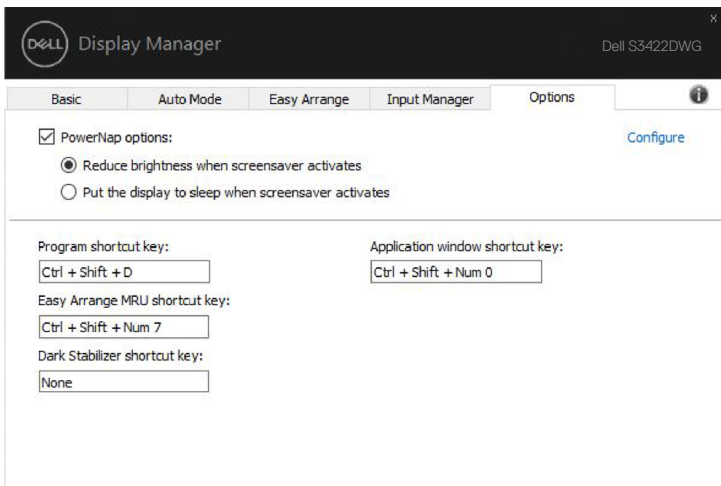 x
DELL Display Manager
Dell S3422DWG
Basic Auto Mode Easy Arrange Input Manager Options
PowerNap options:
Configure
Reduce brightness when screensaver activates
Put the display to sleep when screensaver activates
Program shortcut key:
Application window shortcut key:
Ctrl + Shift + D
Ctrl + Shift + Num 0
Easy Arrange MRU shortcut key:
Ctrl + Shift + Num 7
Dark Stabilizer shortcut key:
None